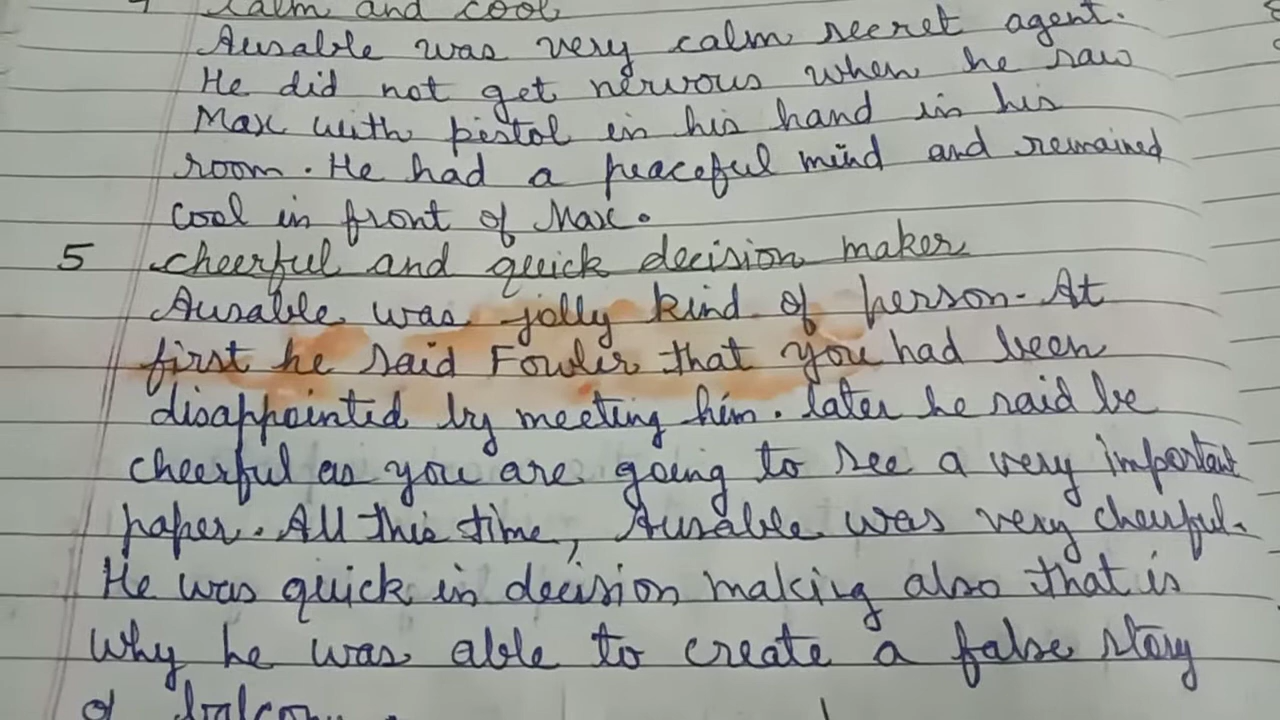 calm and cool
Ausable was very calm secret agent.
He did not get nervous when he saw
Max with pistol in his hand in his
room. He had a peaceful mind and remained
cool in front of Max.
5 cheerful and quick decision maker
Ausable was jolly kind of person. At
first he said Fowler that you had been
disappointed by meeting him. later he said be
cheerful as you are going to see a very important
paper. All this time, Ausable was very cheerful.
He was quick in decision making also that is
why he was able to create a false story
of balcony.